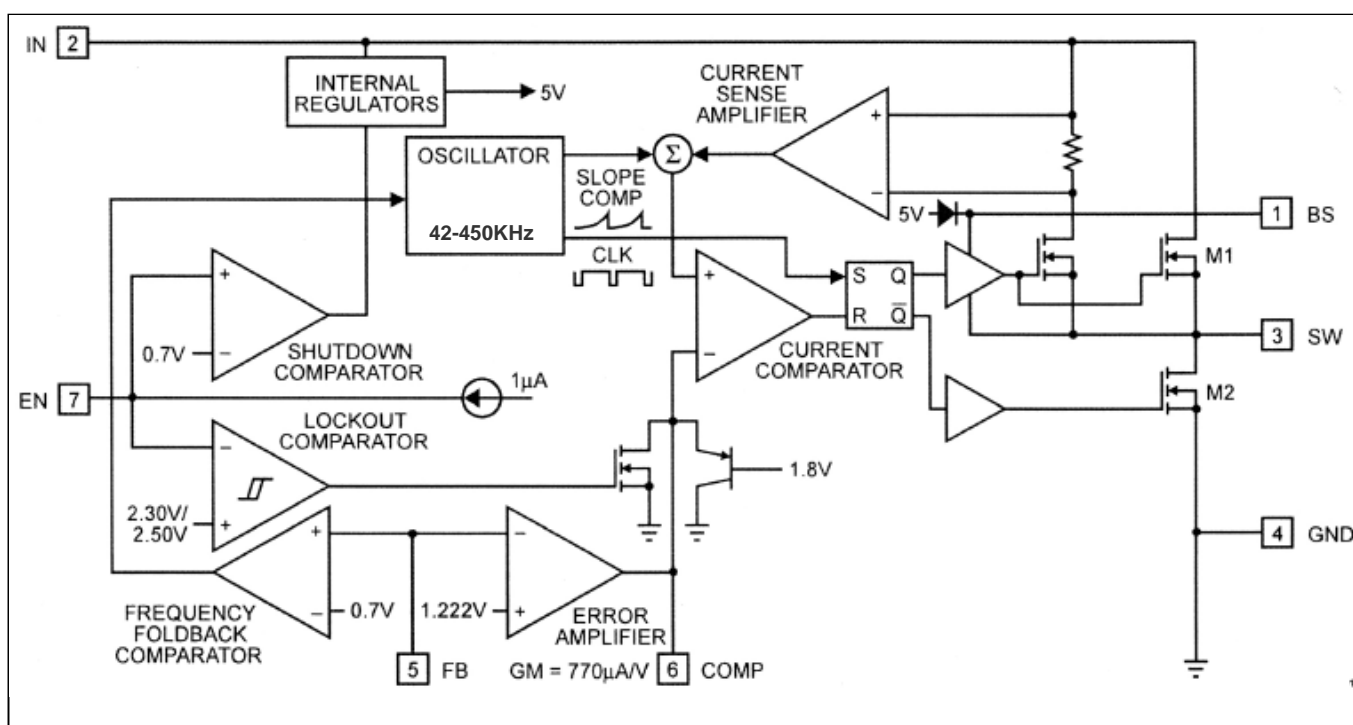 IN 2
INTERNAL
REGULATORS
5V
CURRENT
SENSE
AMPLIFIER
+
−
OSCILLATOR
42-450KHz
Σ
SLOPE
COMP
CLK
5V
1 BS
+
−
0.7V
SHUTDOWN
COMPARATOR
+
−
CURRENT
COMPARATOR
S Q
R Q̅
M1
3 SW
M2
EN 7
1µA
LOCKOUT
COMPARATOR
−
+
2.30V/
2.50V
1.8V
+
−
0.7V
FREQUENCY
FOLDBACK
COMPARATOR
−
+
1.222V
ERROR
AMPLIFIER
4 GND
5 FB
GM = 770µA/V
6 COMP